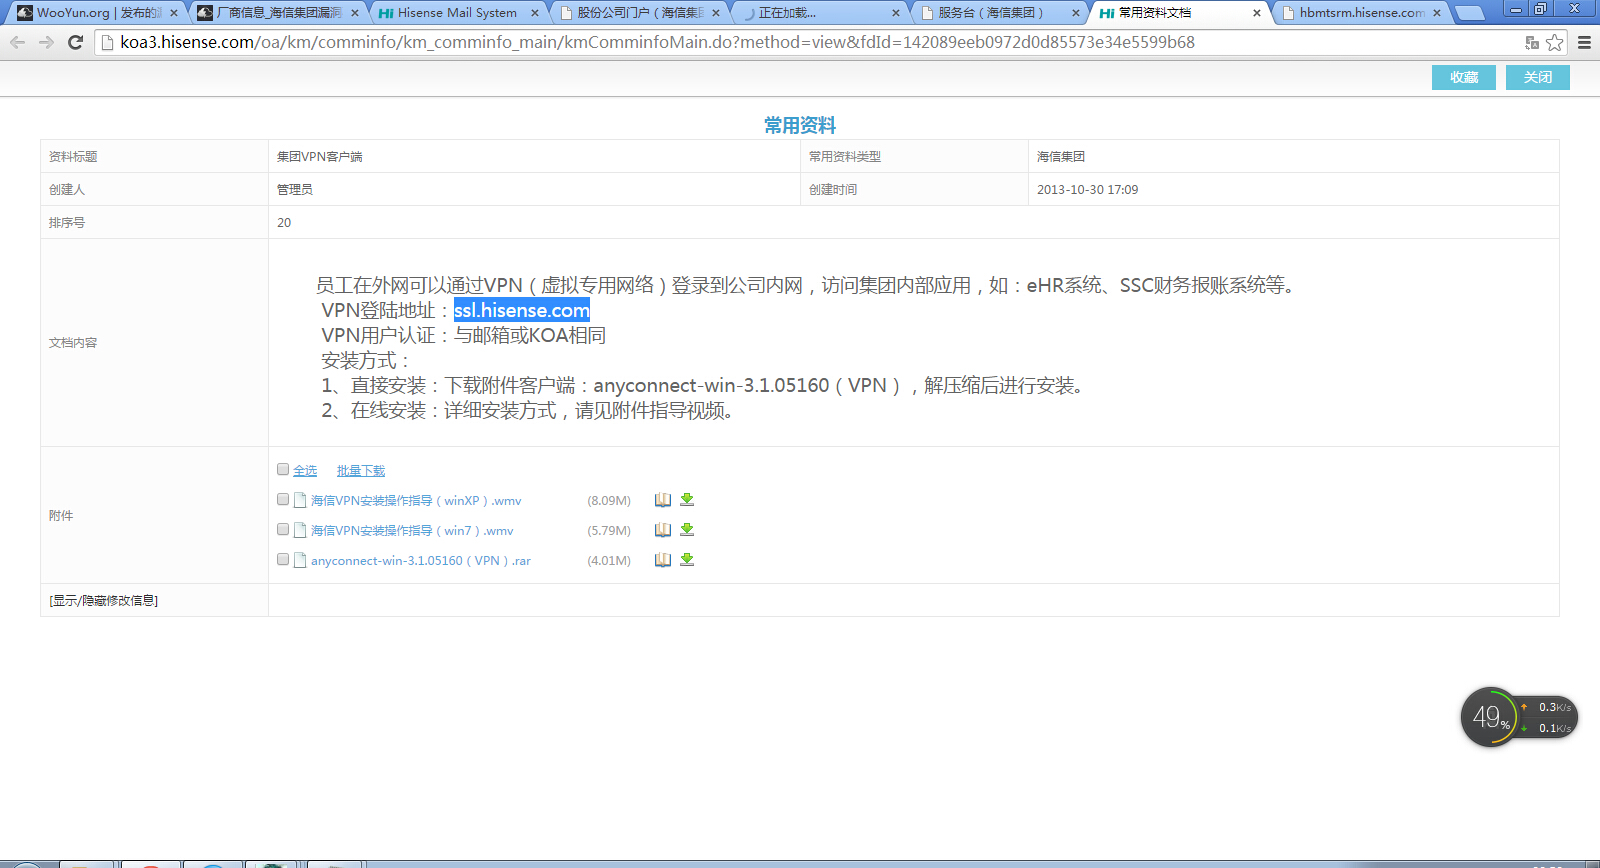 WooYun.org | 发布的
厂商信息_海信集团漏洞
Hisense Mail System
股份公司门户（海信集
正在加载...
服务台（海信集团）
常用资料文档
hbmtsrm.hisense.com
koa3.hisense.com/oa/km/comminfo/km_comminfo_main/kmComminfoMain.do?method=view&fdId=142089eeb0972d0d85573e34e5599b68
收藏 关闭
常用资料
资料标题 集团VPN客户端 常用资料类型 海信集团
创建人 管理员 创建时间 2013-10-30 17:09
排序号 20
文档内容
员工在外网可以通过VPN（虚拟专用网络）登录到公司内网，访问集团内部应用，如：eHR系统、SSC财务报账系统等。
VPN登陆地址：ssl.hisense.com
VPN用户认证：与邮箱或KOA相同
安装方式：
1、直接安装：下载附件客户端：anyconnect-win-3.1.05160（VPN），解压缩后进行安装。
2、在线安装：详细安装方式，请见附件指导视频。
附件
全选 批量下载
海信VPN安装操作指导（winXP）.wmv (8.09M)
海信VPN安装操作指导（win7）.wmv (5.79M)
anyconnect-win-3.1.05160（VPN）.rar (4.01M)
[显示/隐藏修改信息]
49%
0.3K/s
0.1K/s